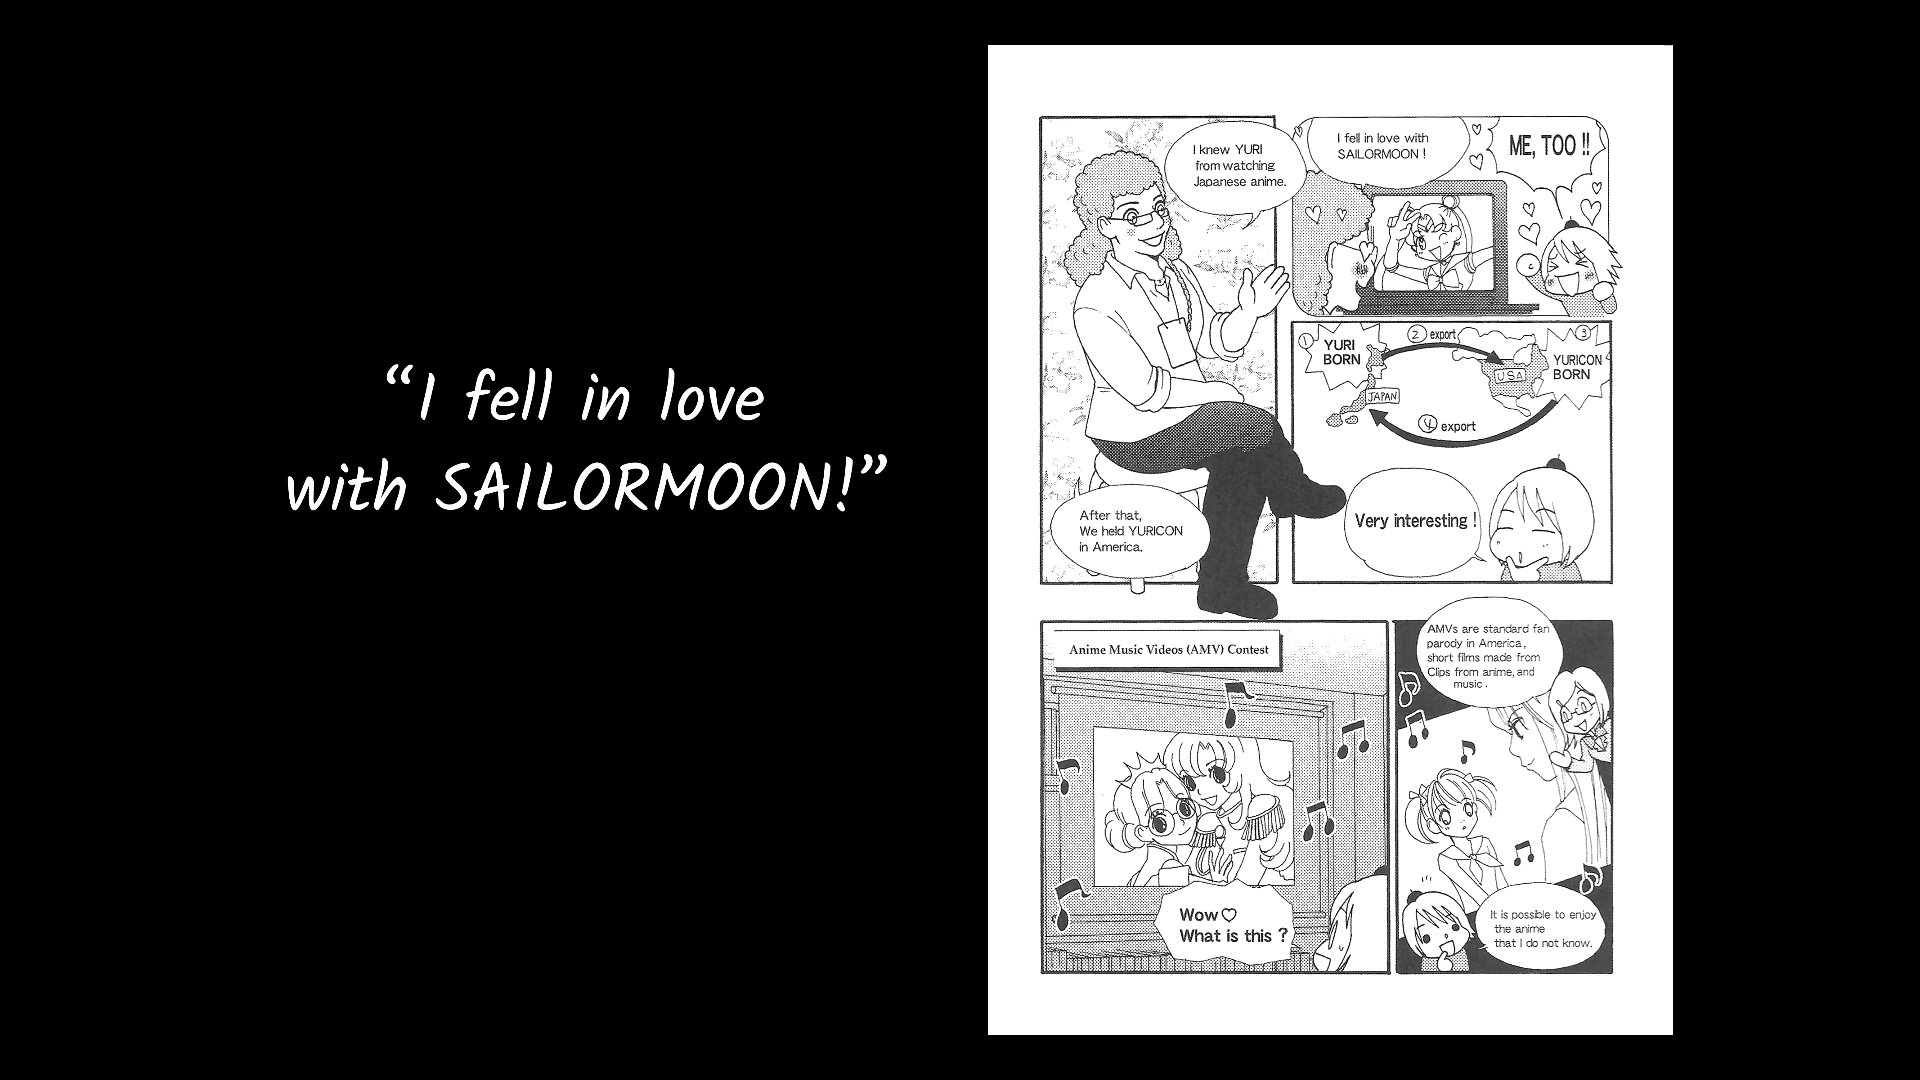 “I fell in love
with SAILORMOON!”
I knew YURI
from watching
Japanese anime.
I fell in love with
SAILORMOON !
ME, TOO !!
1
YURI
BORN
2 export
3
YURICON
BORN
USA
JAPAN
4 export
Very interesting !
After that,
We held YURICON
in America.
Anime Music Videos (AMV) Contest
Wow♡
What is this ?
AMVs are standard fan
parody in America,
short films made from
Clips from anime, and
music .
It is possible to enjoy
the anime
that I do not know.